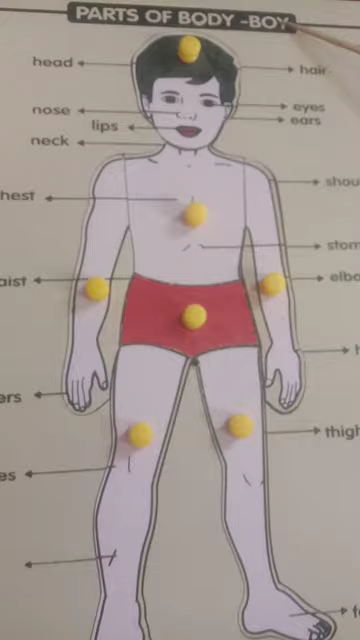 PARTS OF BODY -BOY
head
hair
nose
eyes
lips
ears
neck
hest
shou
stom
aist
elbo
h
ers
thigh
es